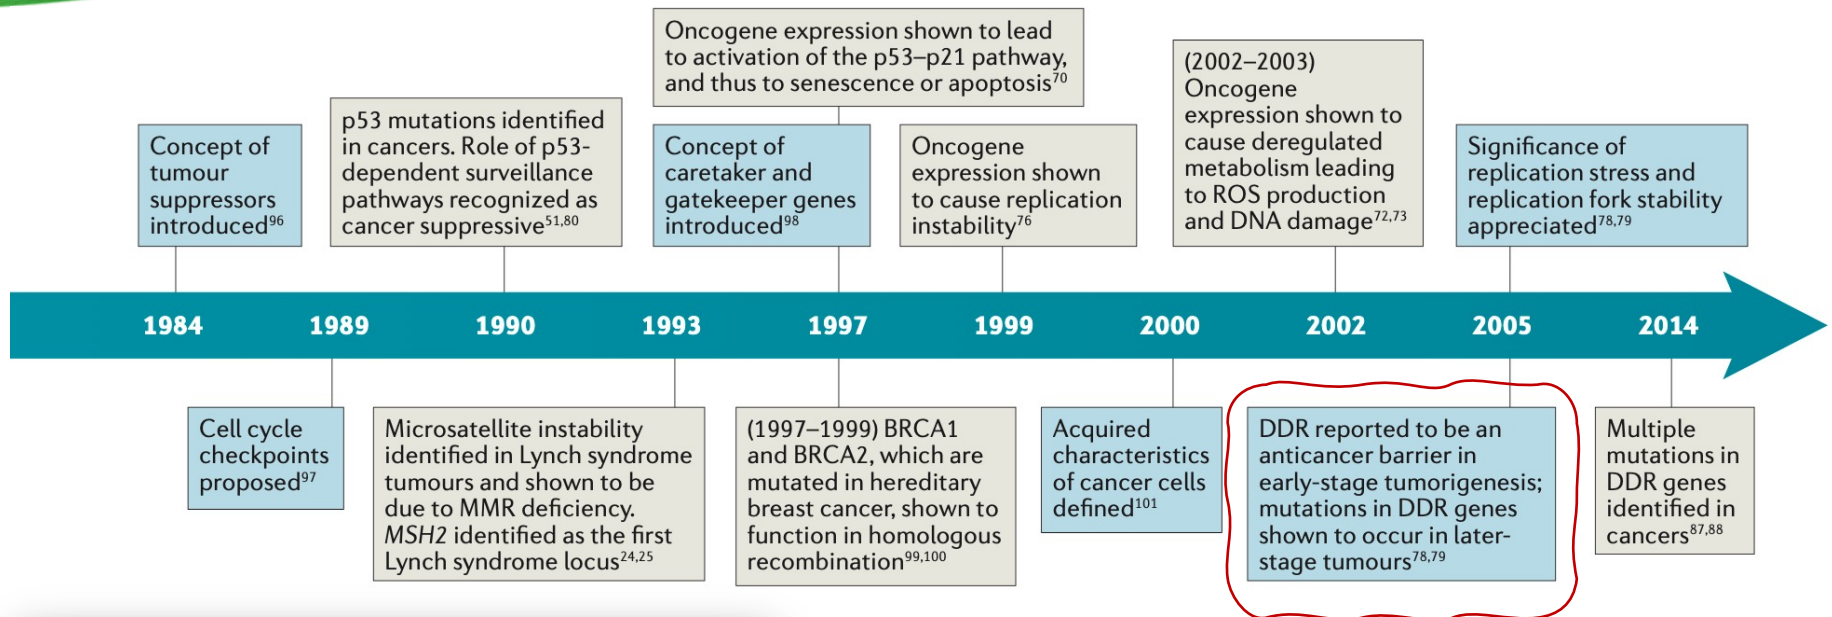 Oncogene expression shown to lead
to activation of the p53–p21 pathway,
and thus to senescence or apoptosis70
(2002–2003)
Oncogene
expression shown to
cause deregulated
metabolism leading
to ROS production
and DNA damage72,73
p53 mutations identified
in cancers. Role of p53-
dependent surveillance
pathways recognized as
cancer suppressive51,80
Concept of
tumour
suppressors
introduced96
Concept of
caretaker and
gatekeeper genes
introduced98
Oncogene
expression shown
to cause replication
instability76
Significance of
replication stress and
replication fork stability
appreciated78,79
1984 1989 1990 1993 1997 1999 2000 2002 2005 2014
Cell cycle
checkpoints
proposed97
Microsatellite instability
identified in Lynch syndrome
tumours and shown to be
due to MMR deficiency.
MSH2 identified as the first
Lynch syndrome locus24,25
(1997–1999) BRCA1
and BRCA2, which are
mutated in hereditary
breast cancer, shown to
function in homologous
recombination99,100
Acquired
characteristics
of cancer cells
defined101
DDR reported to be an
anticancer barrier in
early-stage tumorigenesis;
mutations in DDR genes
shown to occur in later-
stage tumours78,79
Multiple
mutations in
DDR genes
identified in
cancers87,88